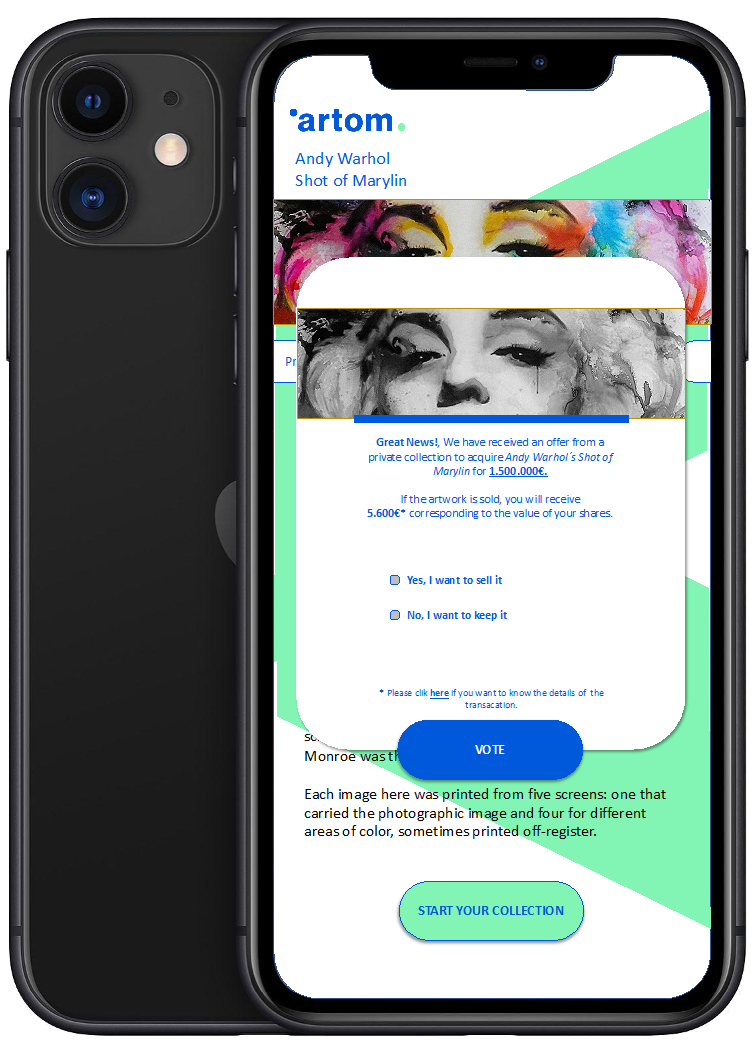 artom.
Andy Warhol
Shot of Marylin
Pr
Great News!, We have received an offer from a
private collection to acquire Andy Warhol´s Shot of
Marylin for 1.500.000€.
If the artwork is sold, you will receive
5.600€* corresponding to the value of your shares.
Yes, I want to sell it
No, I want to keep it
* Please clik here if you want to know the details of the
transacation.
Monroe was th
VOTE
Each image here was printed from five screens: one that
carried the photographic image and four for different
areas of color, sometimes printed off-register.
START YOUR COLLECTION